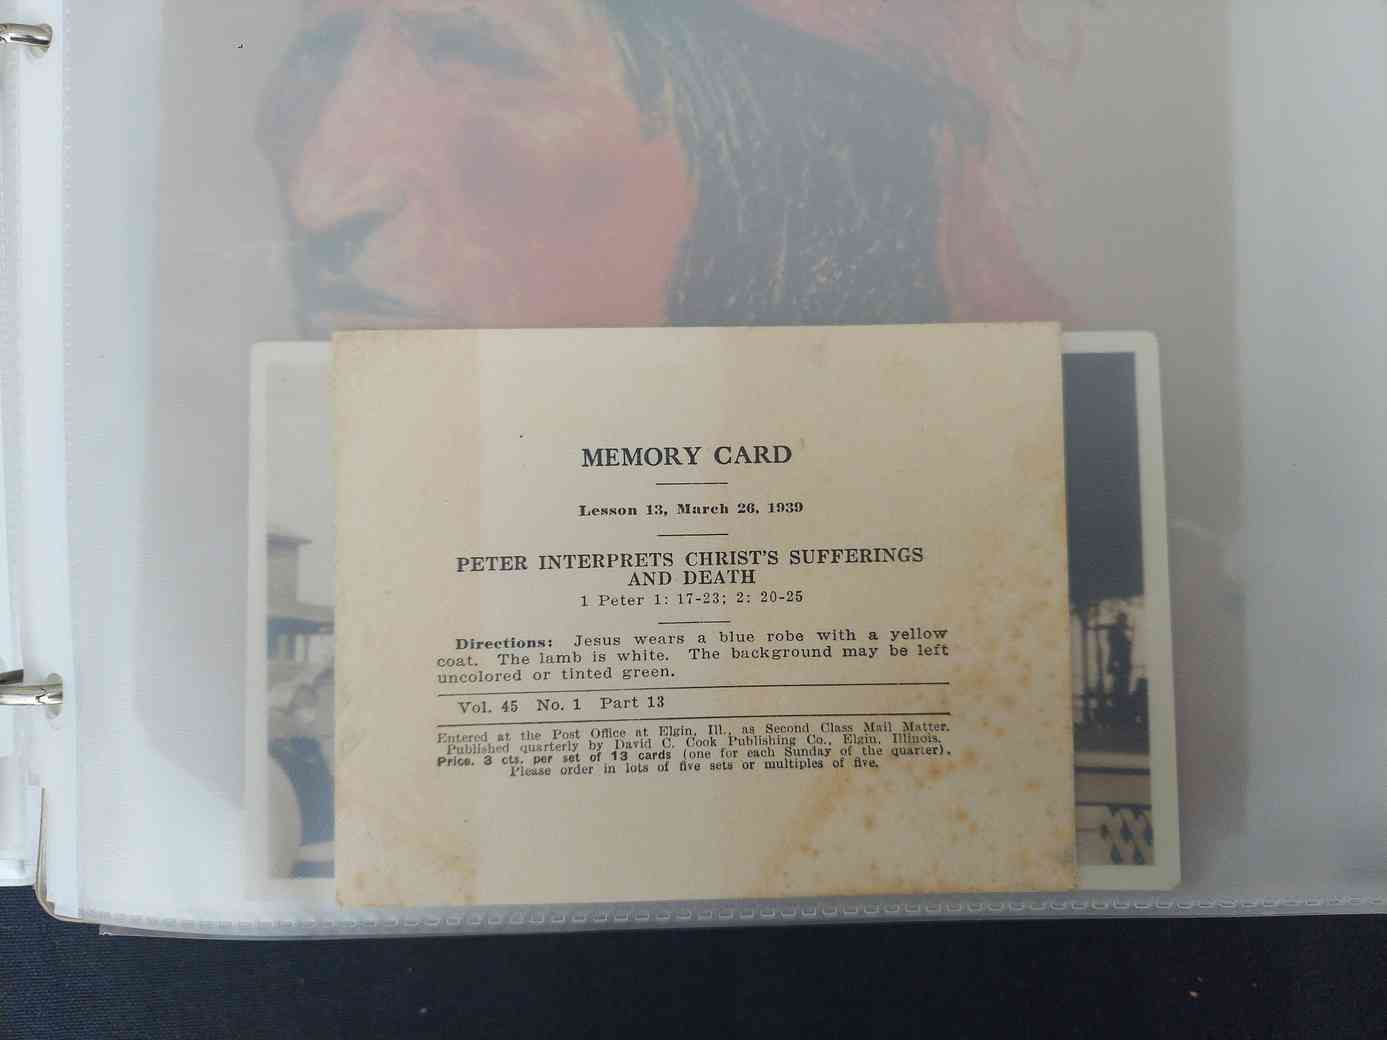 MEMORY CARD
Lesson 13, March 26, 1939
PETER INTERPRETS CHRIST'S SUFFERINGS
AND DEATH
1 Peter 1: 17-23; 2: 20-25
Directions: Jesus wears a blue robe with a yellow
coat. The lamb is white. The background may be left
uncolored or tinted green.
Vol. 45 No. 1 Part 13
Entered at the Post Office at Elgin, Ill., as Second Class Mail Matter.
Published quarterly by David C. Cook Publishing Co., Elgin, Illinois.
Price, 3 cts. per set of 13 cards (one for each Sunday of the quarter).
Please order in lots of five sets or multiples of five.